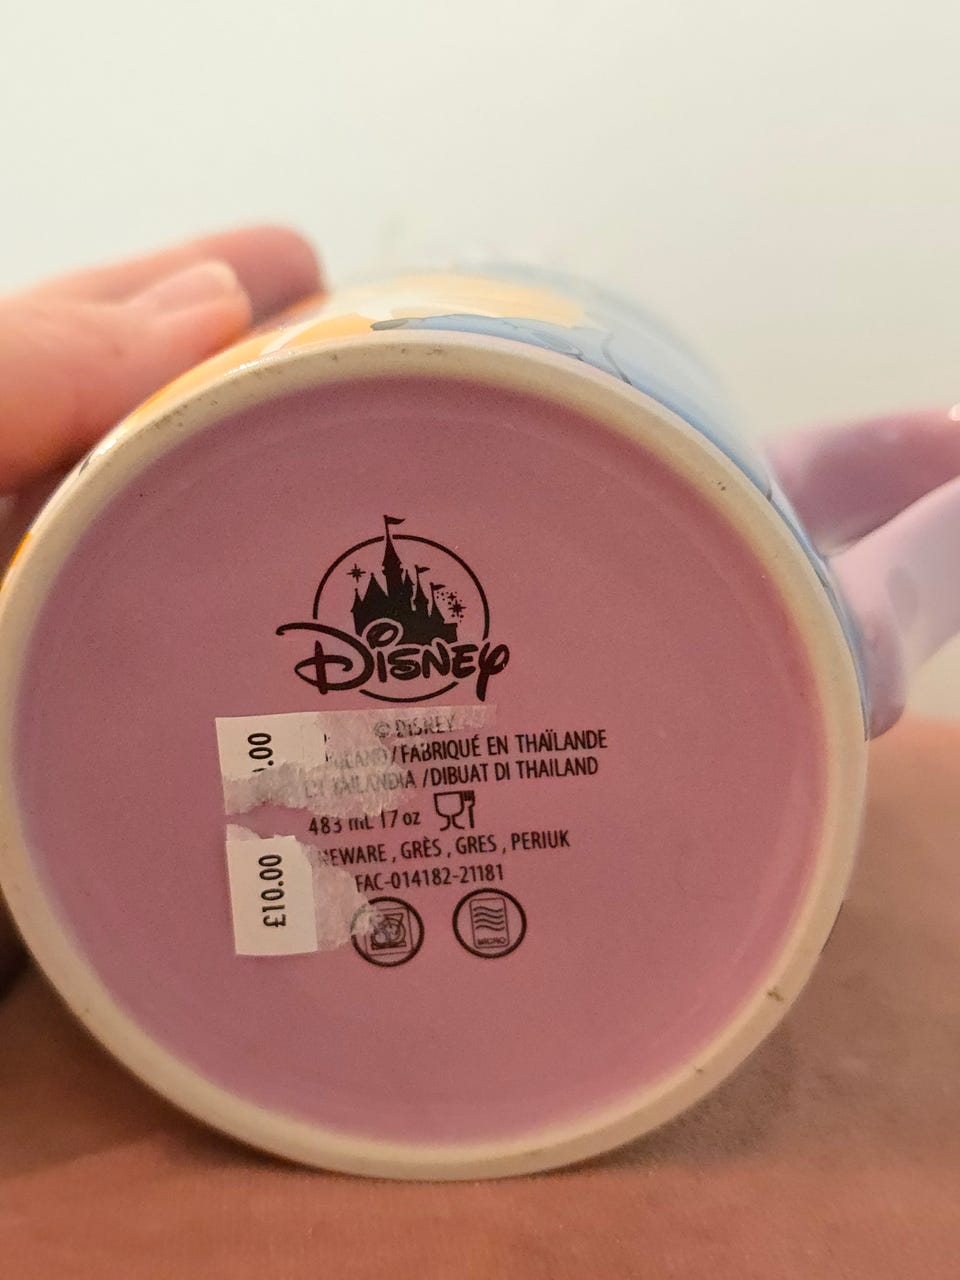 Disney
© DISNEY
/FABRIQUÉ EN THAÏLANDE
/DIBUAT DI THAILAND
483 mL 17 oz
, GRÈS , GRES , PERIUK
FAC-014182-21181
MICRO
.00
£10.00